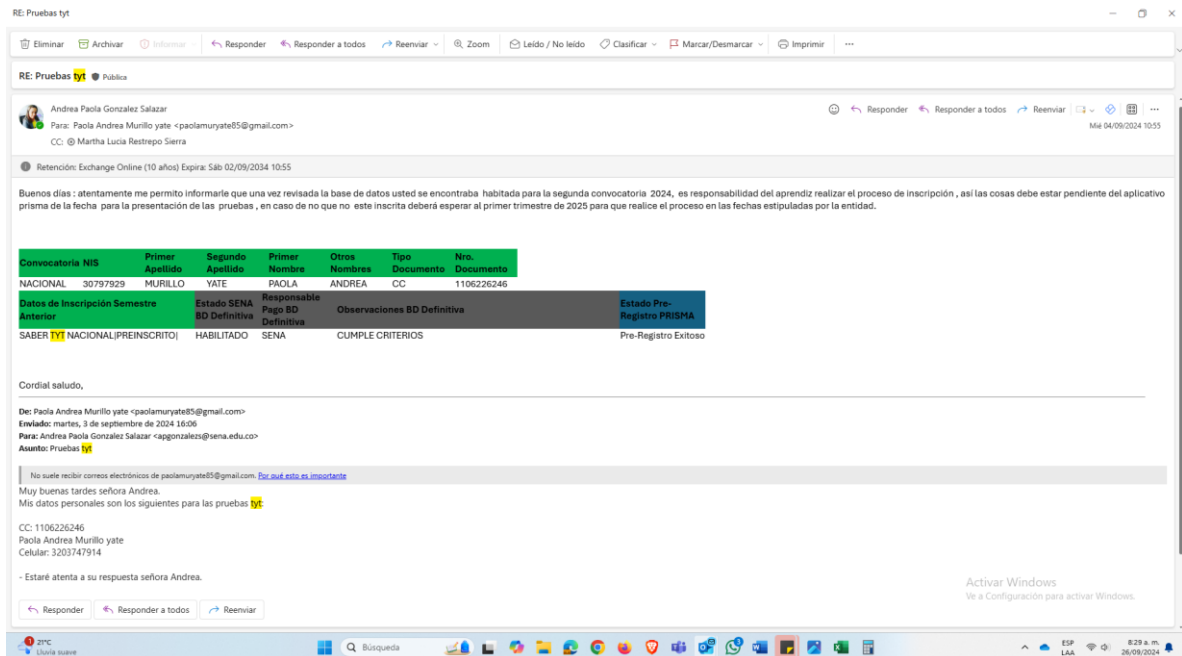 RE: Pruebas tyt
Eliminar Archivar Informar Responder Responder a todos Reenviar Zoom Leído / No leído Clasificar Marcar/Desmarcar Imprimir ...
RE: Pruebas tyt Pública
Andrea Paola Gonzalez Salazar
Responder Responder a todos Reenviar ...
Para: Paola Andrea Murillo yate <paolamuryate85@gmail.com>
Mié 04/09/2024 10:55
CC: Martha Lucia Restrepo Sierra
Retención: Exchange Online (10 años) Expira: Sáb 02/09/2034 10:55
Buenos días : atentamente me permito informarle que una vez revisada la base de datos usted se encontraba habitada para la segunda convocatoria 2024, es responsabilidad del aprendiz realizar el proceso de inscripción , así las cosas debe estar pendiente del aplicativo
prisma de la fecha para la presentación de las pruebas , en caso de no que no este inscrita deberá esperar al primer trimestre de 2025 para que realice el proceso en las fechas estipuladas por la entidad.
Convocatoria NIS Primer Apellido Segundo Apellido Primer Nombre Otros Nombres Tipo Documento Nro. Documento
NACIONAL 30797929 MURILLO YATE PAOLA ANDREA CC 1106226246
Datos de Inscripción Semestre Anterior Estado SENA BD Definitiva Responsable Pago BD Definitiva Observaciones BD Definitiva Estado Pre-Registro PRISMA
SABER TYT NACIONAL|PREINSCRITO| HABILITADO SENA CUMPLE CRITERIOS Pre-Registro Exitoso
Cordial saludo,
De: Paola Andrea Murillo yate <paolamuryate85@gmail.com>
Enviado: martes, 3 de septiembre de 2024 16:06
Para: Andrea Paola Gonzalez Salazar <apgonzalezs@sena.edu.co>
Asunto: Pruebas tyt
No suele recibir correos electrónicos de paolamuryate85@gmail.com. Por qué esto es importante
Muy buenas tardes señora Andrea.
Mis datos personales son los siguientes para las pruebas tyt:
CC: 1106226246
Paola Andrea Murillo yate
Celular: 3203747914
- Estaré atenta a su respuesta señora Andrea.
Activar Windows
Ve a Configuración para activar Windows.
Responder Responder a todos Reenviar
1 21°C
Lluvia suave
Búsqueda
ESP
LAA
8:29 a. m.
26/09/2024